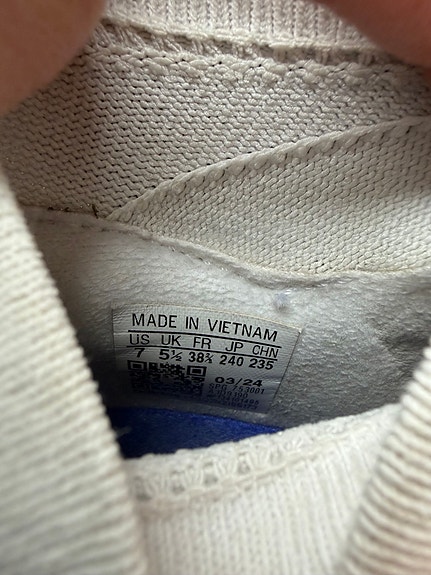 MADE IN VIETNAM
US UK FR JP CHN
7 5½ 38⅔ 240 235
03/24